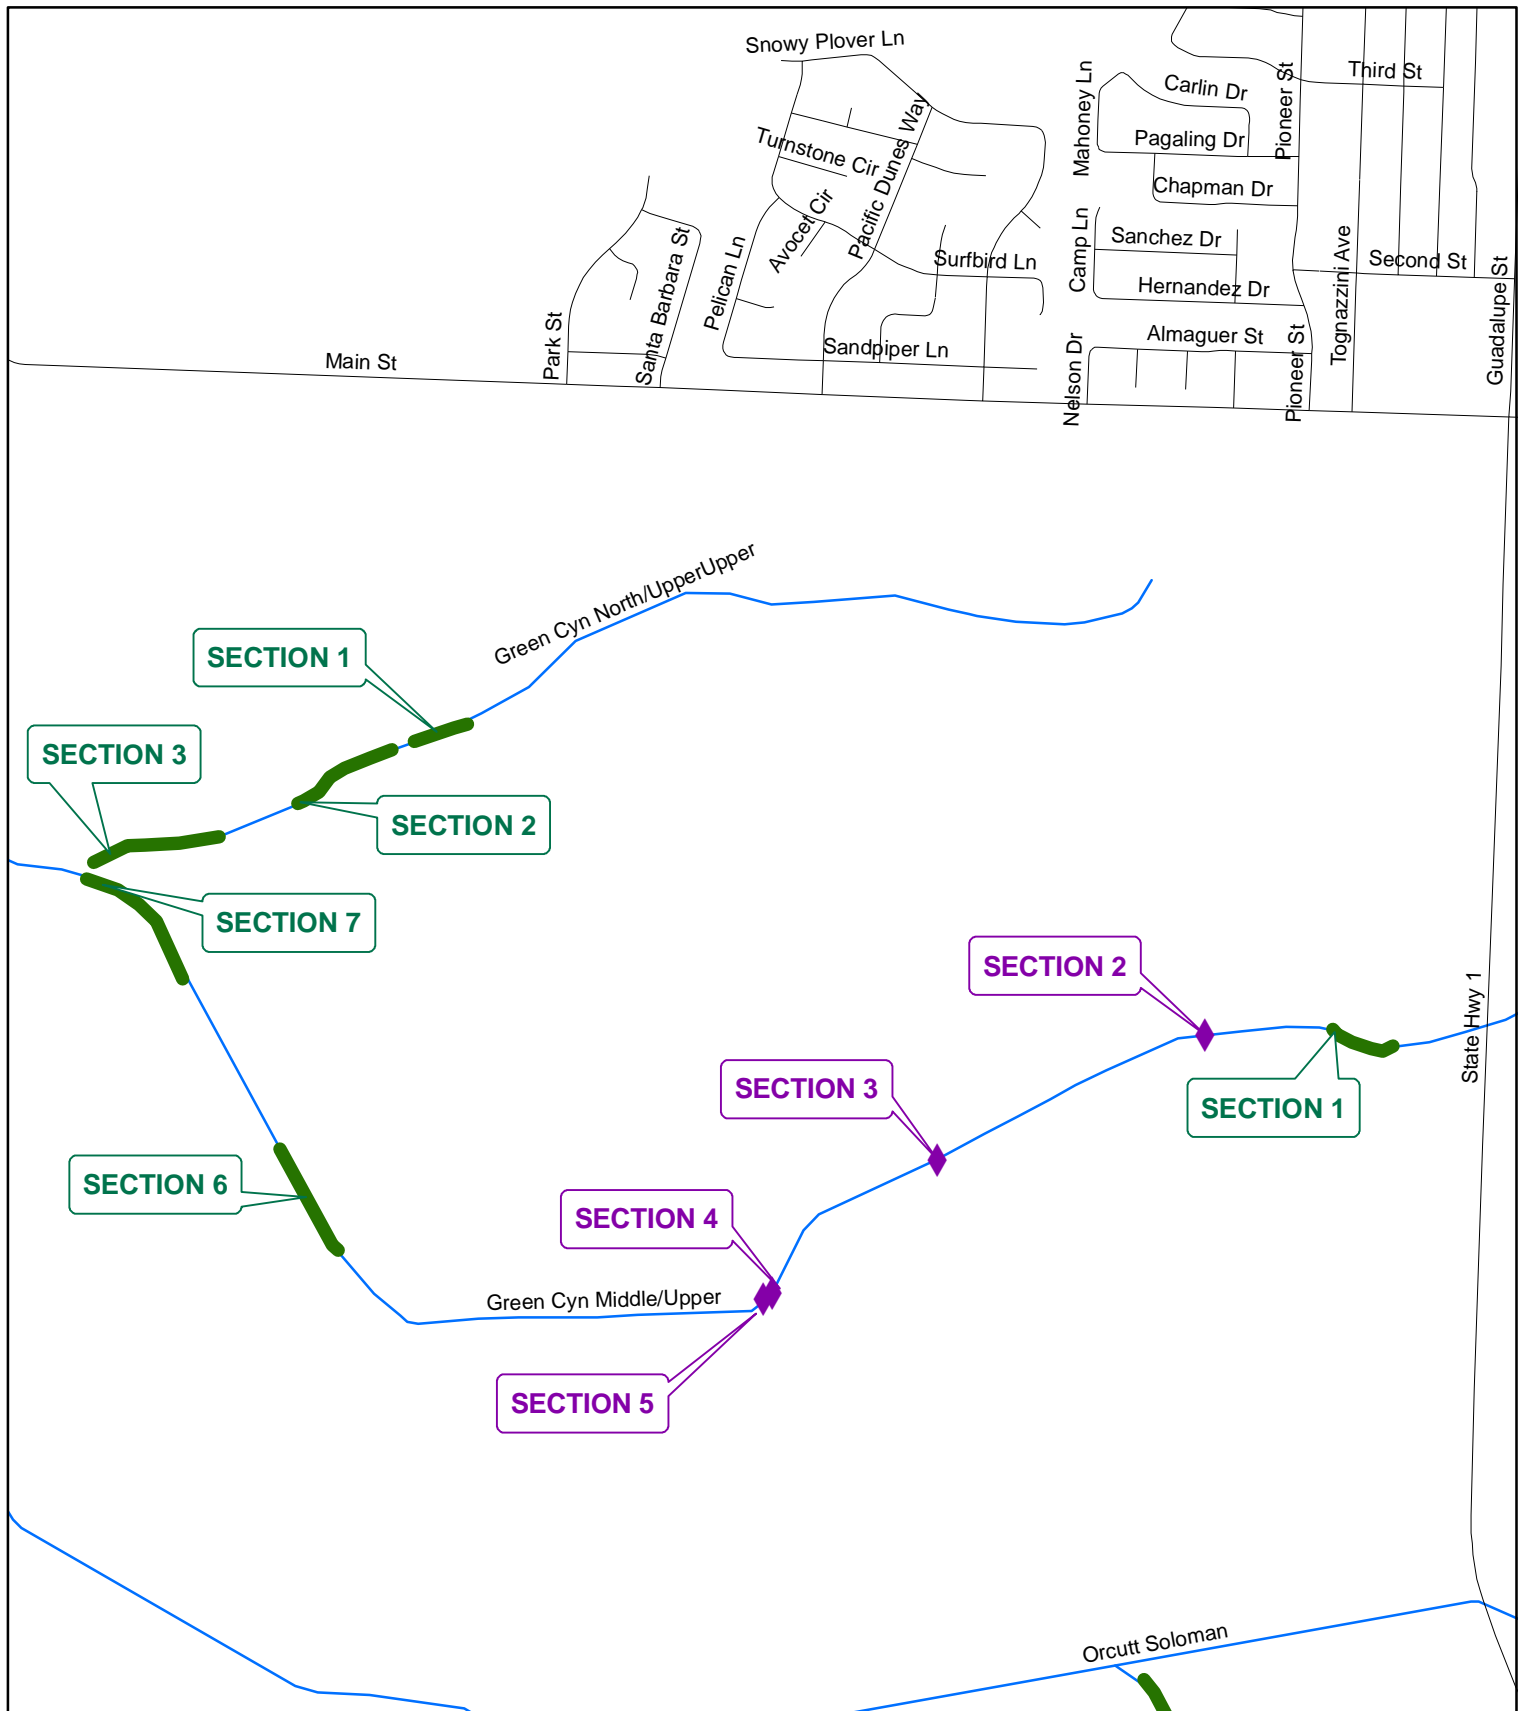 Snowy Plover Ln
Third St
Carlin Dr
Mahoney Ln
Pioneer St
Pacific Dunes Way
Turnstone Cir
Pagaling Dr
Chapman Dr
Avocet Cir
Santa Barbara St
Pelican Ln
Camp Ln
Sanchez Dr
Surfbird Ln
Second St
Tognazzini Ave
Guadalupe St
Hernandez Dr
Park St
Main St
Sandpiper Ln
Nelson Dr
Almaguer St
Pioneer St
Green Cyn North/UpperUpper
SECTION 1
SECTION 3
SECTION 2
SECTION 7
SECTION 2
State Hwy 1
SECTION 3
SECTION 1
SECTION 6
SECTION 4
Green Cyn Middle/Upper
SECTION 5
Orcutt Soloman